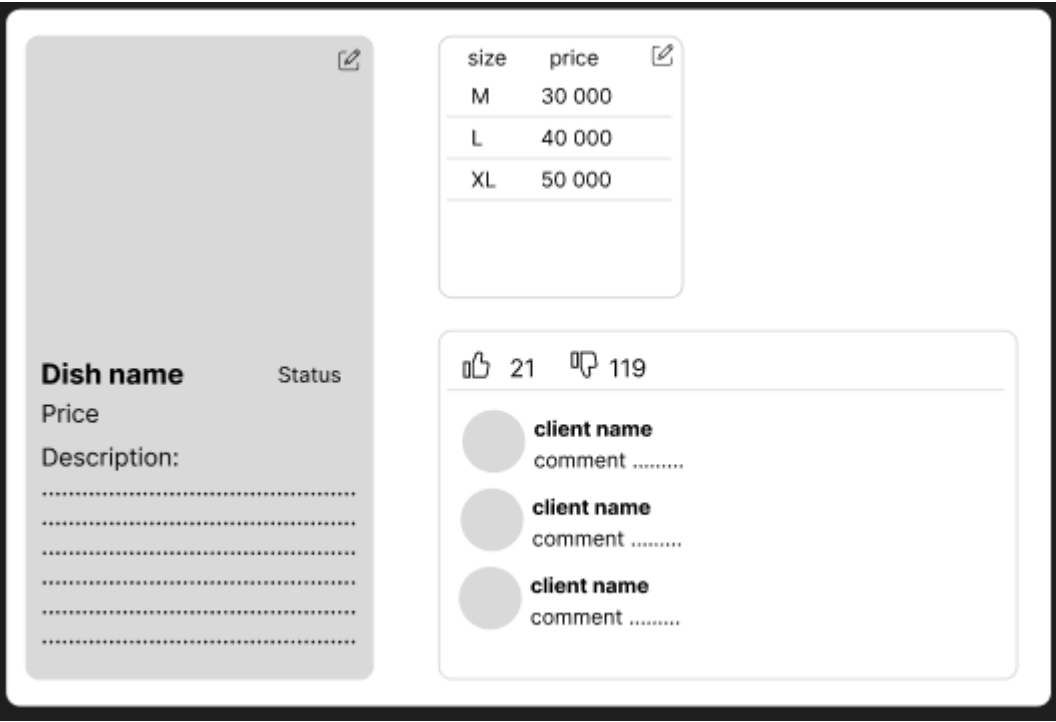 Dish name Status
Price
Description:
................................................
................................................
................................................
................................................
................................................
................................................
size price
M 30 000
L 40 000
XL 50 000
21 119
client name
comment .........
client name
comment .........
client name
comment .........